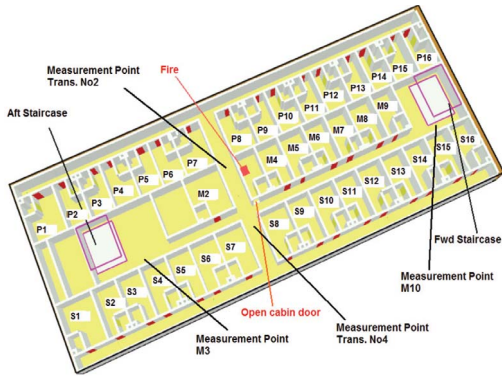 P16
P15
P14
Measurement Point
Trans. No2
Fire
P13
P12
P11
P10
P9
P8
M9
M8
M7
M6
M5
M4
Aft Staircase
P7
P6
P5
P4
P3
P2
P1
M2
S16
S15
S14
S13
S12
S11
S10
S9
S8
S7
S6
S5
S4
S3
S2
S1
Fwd Staircase
Measurement
Point
M10
Open cabin door
Measurement Point
M3
Measurement Point
Trans. No4